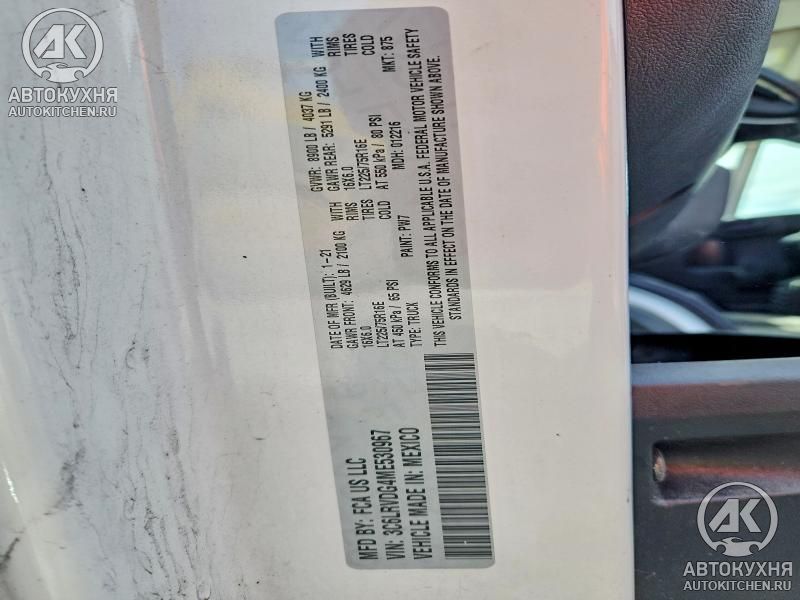 АВТОКУХНЯ
AUTOKITCHEN.RU
MFD BY: FCA US LLC
VIN: 3C6LRVDG4ME530967
VEHICLE MADE IN: MEXICO
DATE OF MFR (BUILT): 1-21
GVWR: 8900 LB / 4037 KG
GAWR FRONT: 4629 LB / 2100 KG WITH
GAWR REAR: 5291 LB / 2400 KG WITH
16X6.0 RIMS
16X6.0 RIMS
LT225/75R16E TIRES
LT225/75R16E TIRES
AT 450 kPa / 65 PSI COLD
AT 550 kPa / 80 PSI COLD
TYPE: TRUCK PAINT: PW7 MDH: 012216 MKT: 875
THIS VEHICLE CONFORMS TO ALL APPLICABLE U.S.A. FEDERAL MOTOR VEHICLE SAFETY
STANDARDS IN EFFECT ON THE DATE OF MANUFACTURE SHOWN ABOVE.
АВТОКУХНЯ
AUTOKITCHEN.RU